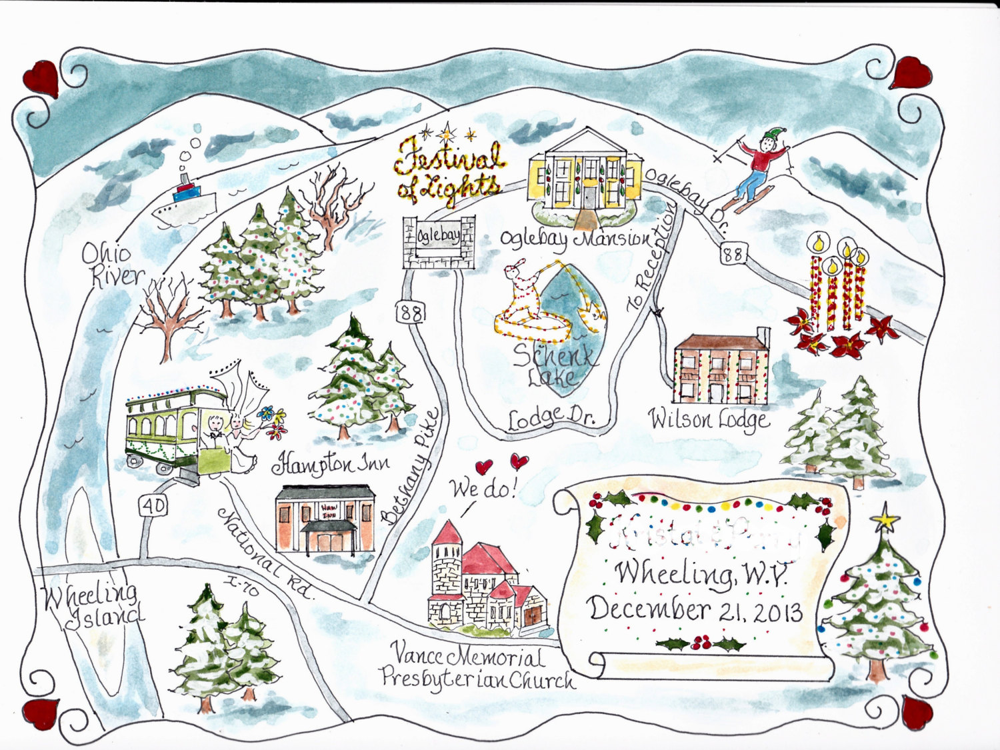 Festival
of Lights
Oglebay Dr.
88
Oglebay
Oglebay Mansion
To Reception
Ohio
River
88
Schenk
Lake
Lodge Dr.
Wilson Lodge
Bethany Pike
Hampton Inn
We do!
HAM
INN
40
National Rd.
I-70
Wheeling
Island
Wheeling, W.V.
December 21, 2013
Vance Memorial
Presbyterian Church